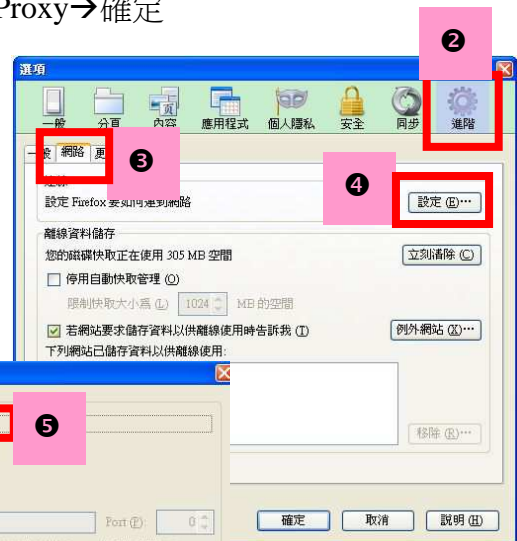 Proxy→確定
❷
選項
一般 分頁 內容 應用程式 個人隱私 安全 同步 進階
一般 網路 更
❸
❹
設定 Firefox 要如何連到網路
設定 (E)…
離線資料儲存
您的磁碟快取正在使用 305 MB 空間
立刻清除 (C)
停用自動快取管理 (O)
限制快取大小為 (L) 1024 MB 的空間
若網站要求儲存資料以供離線使用時告訴我 (T)
例外網站 (X)…
下列網站已儲存資料以供離線使用:
❺
移除 (R)…
Port (P): 0
確定 取消 說明 (H)